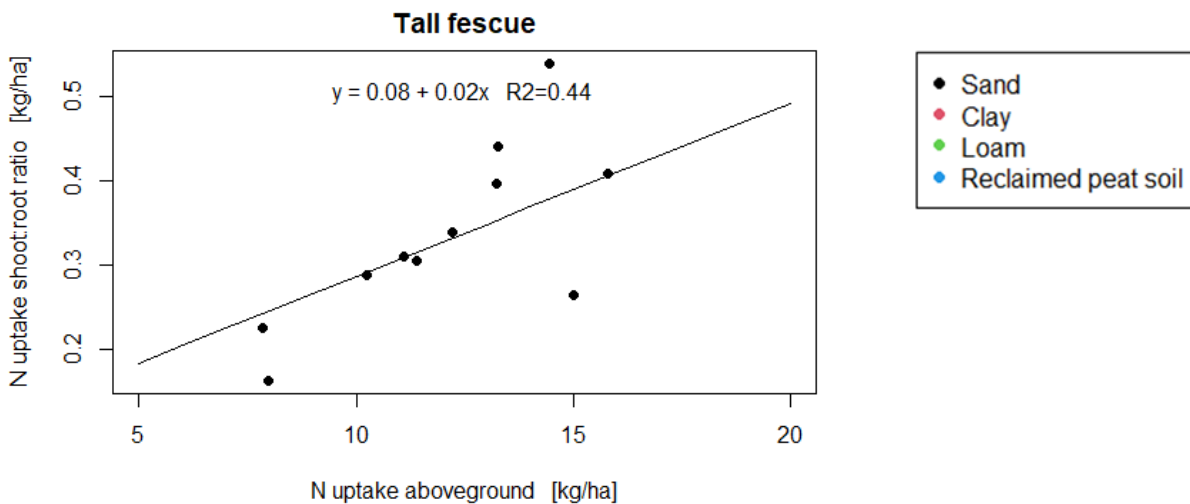 Tall fescue
N uptake shoot:root ratio [kg/ha]
0.5
0.4
0.3
0.2
y = 0.08 + 0.02x R2=0.44
5 10 15 20
N uptake aboveground [kg/ha]
Sand
Clay
Loam
Reclaimed peat soil